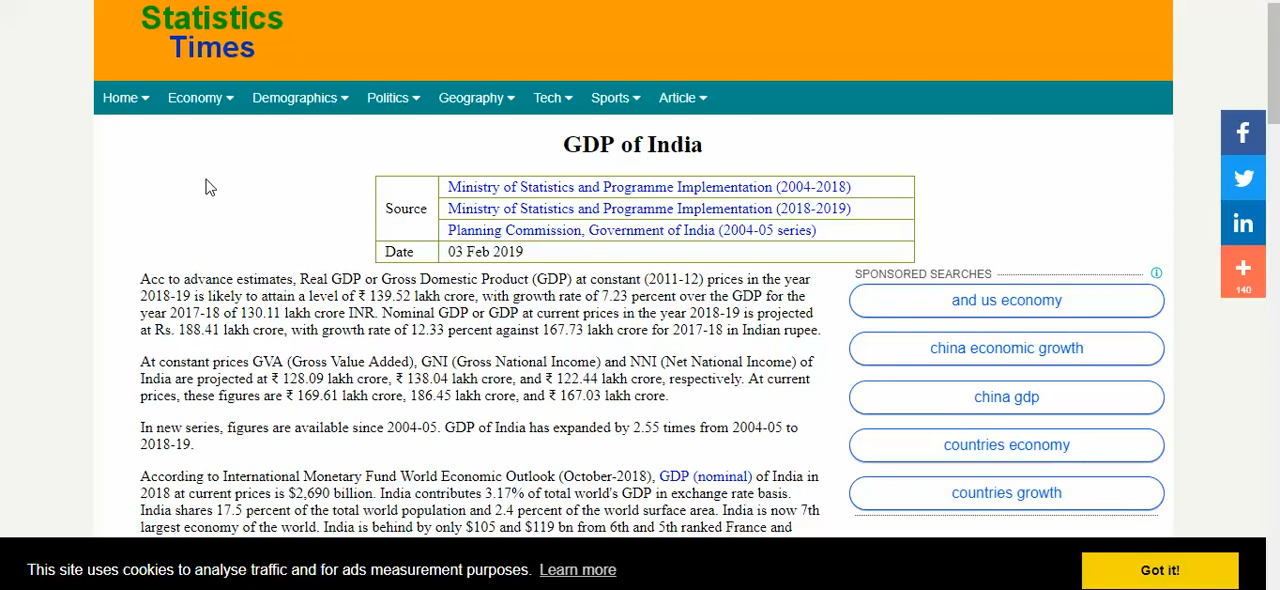 Statistics
Times
Home
Economy
Demographics
Politics
Geography
Tech
Sports
Article
GDP of India
Source
Ministry of Statistics and Programme Implementation (2004-2018)
Ministry of Statistics and Programme Implementation (2018-2019)
Planning Commission, Government of India (2004-05 series)
Date 03 Feb 2019
Acc to advance estimates, Real GDP or Gross Domestic Product (GDP) at constant (2011-12) prices in the year
2018-19 is likely to attain a level of ₹ 139.52 lakh crore, with growth rate of 7.23 percent over the GDP for the
year 2017-18 of 130.11 lakh crore INR. Nominal GDP or GDP at current prices in the year 2018-19 is projected
at Rs. 188.41 lakh crore, with growth rate of 12.33 percent against 167.73 lakh crore for 2017-18 in Indian rupee.
At constant prices GVA (Gross Value Added), GNI (Gross National Income) and NNI (Net National Income) of
India are projected at ₹ 128.09 lakh crore, ₹ 138.04 lakh crore, and ₹ 122.44 lakh crore, respectively. At current
prices, these figures are ₹ 169.61 lakh crore, 186.45 lakh crore, and ₹ 167.03 lakh crore.
In new series, figures are available since 2004-05. GDP of India has expanded by 2.55 times from 2004-05 to
2018-19.
According to International Monetary Fund World Economic Outlook (October-2018), GDP (nominal) of India in
2018 at current prices is $2,690 billion. India contributes 3.17% of total world's GDP in exchange rate basis.
India shares 17.5 percent of the total world population and 2.4 percent of the world surface area. India is now 7th
largest economy of the world. India is behind by only $105 and $119 bn from 6th and 5th ranked France and
SPONSORED SEARCHES
and us economy
china economic growth
china gdp
countries economy
countries growth
140
This site uses cookies to analyse traffic and for ads measurement purposes. Learn more
Got it!